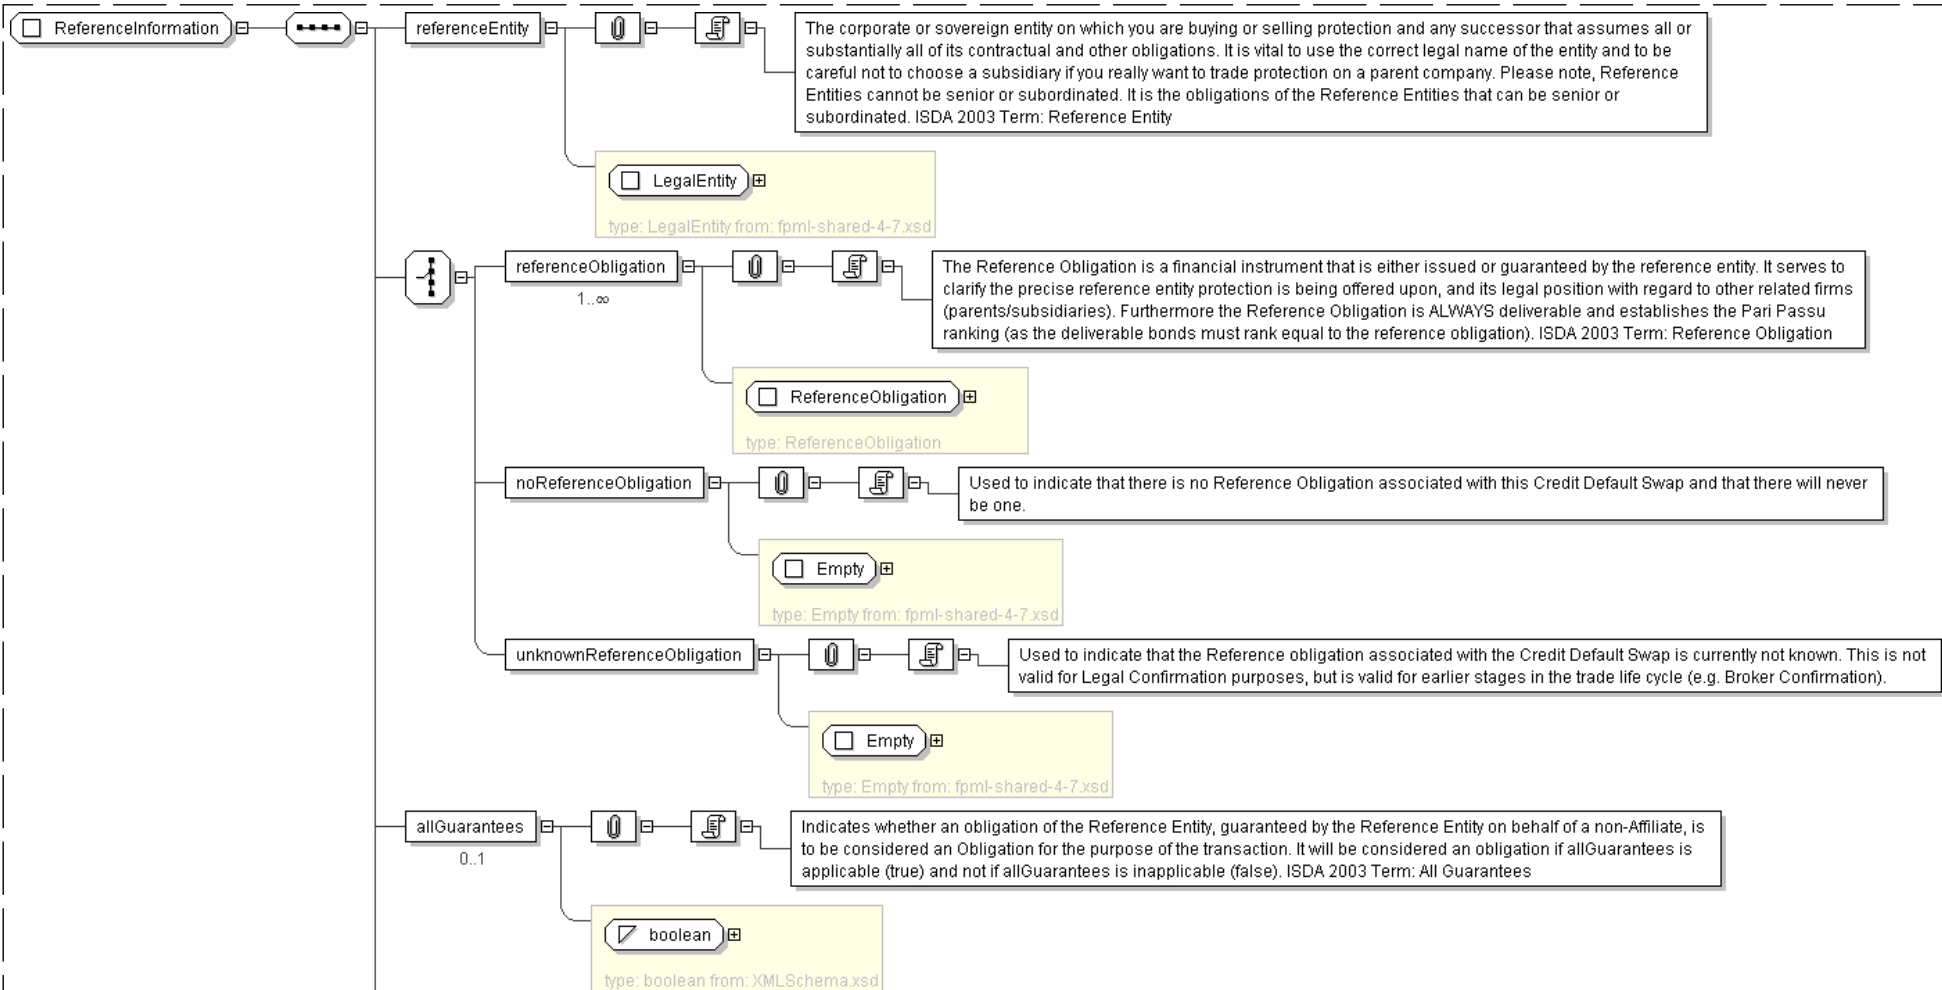 ReferenceInformation
referenceEntity
The corporate or sovereign entity on which you are buying or selling protection and any successor that assumes all or
substantially all of its contractual and other obligations. It is vital to use the correct legal name of the entity and to be
careful not to choose a subsidiary if you really want to trade protection on a parent company. Please note, Reference
Entities cannot be senior or subordinated. It is the obligations of the Reference Entities that can be senior or
subordinated. ISDA 2003 Term: Reference Entity
LegalEntity
type: LegalEntity from: fpml-shared-4-7.xsd
referenceObligation
1..∞
The Reference Obligation is a financial instrument that is either issued or guaranteed by the reference entity. It serves to
clarify the precise reference entity protection is being offered upon, and its legal position with regard to other related firms
(parents/subsidiaries). Furthermore the Reference Obligation is ALWAYS deliverable and establishes the Pari Passu
ranking (as the deliverable bonds must rank equal to the reference obligation). ISDA 2003 Term: Reference Obligation
ReferenceObligation
type: ReferenceObligation
noReferenceObligation
Used to indicate that there is no Reference Obligation associated with this Credit Default Swap and that there will never
be one.
Empty
type: Empty from: fpml-shared-4-7.xsd
unknownReferenceObligation
Used to indicate that the Reference obligation associated with the Credit Default Swap is currently not known. This is not
valid for Legal Confirmation purposes, but is valid for earlier stages in the trade life cycle (e.g. Broker Confirmation).
Empty
type: Empty from: fpml-shared-4-7.xsd
allGuarantees
0..1
Indicates whether an obligation of the Reference Entity, guaranteed by the Reference Entity on behalf of a non-Affiliate, is
to be considered an Obligation for the purpose of the transaction. It will be considered an obligation if allGuarantees is
applicable (true) and not if allGuarantees is inapplicable (false). ISDA 2003 Term: All Guarantees
boolean
type: boolean from: XMLSchema.xsd